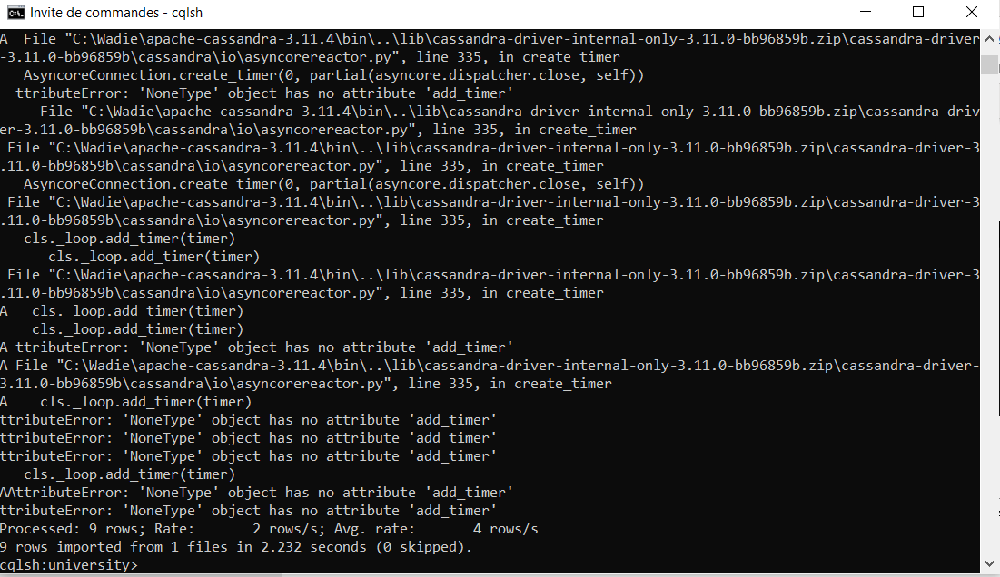 Invite de commandes - cqlsh
A  File "C:\Wadie\apache-cassandra-3.11.4\bin\..\lib\cassandra-driver-internal-only-3.11.0-bb96859b.zip\cassandra-driver
-3.11.0-bb96859b\cassandra\io\asyncorereactor.py", line 335, in create_timer
   AsyncoreConnection.create_timer(0, partial(asyncore.dispatcher.close, self))
  ttributeError: 'NoneType' object has no attribute 'add_timer'
     File "C:\Wadie\apache-cassandra-3.11.4\bin\..\lib\cassandra-driver-internal-only-3.11.0-bb96859b.zip\cassandra-driv
er-3.11.0-bb96859b\cassandra\io\asyncorereactor.py", line 335, in create_timer
 File "C:\Wadie\apache-cassandra-3.11.4\bin\..\lib\cassandra-driver-internal-only-3.11.0-bb96859b.zip\cassandra-driver-3
.11.0-bb96859b\cassandra\io\asyncorereactor.py", line 335, in create_timer
   AsyncoreConnection.create_timer(0, partial(asyncore.dispatcher.close, self))
 File "C:\Wadie\apache-cassandra-3.11.4\bin\..\lib\cassandra-driver-internal-only-3.11.0-bb96859b.zip\cassandra-driver-3
.11.0-bb96859b\cassandra\io\asyncorereactor.py", line 335, in create_timer
   cls._loop.add_timer(timer)
      cls._loop.add_timer(timer)
 File "C:\Wadie\apache-cassandra-3.11.4\bin\..\lib\cassandra-driver-internal-only-3.11.0-bb96859b.zip\cassandra-driver-3
.11.0-bb96859b\cassandra\io\asyncorereactor.py", line 335, in create_timer
A   cls._loop.add_timer(timer)
    cls._loop.add_timer(timer)
A ttributeError: 'NoneType' object has no attribute 'add_timer'
A File "C:\Wadie\apache-cassandra-3.11.4\bin\..\lib\cassandra-driver-internal-only-3.11.0-bb96859b.zip\cassandra-driver-
3.11.0-bb96859b\cassandra\io\asyncorereactor.py", line 335, in create_timer
A    cls._loop.add_timer(timer)
ttributeError: 'NoneType' object has no attribute 'add_timer'
ttributeError: 'NoneType' object has no attribute 'add_timer'
ttributeError: 'NoneType' object has no attribute 'add_timer'
   cls._loop.add_timer(timer)
AAttributeError: 'NoneType' object has no attribute 'add_timer'
ttributeError: 'NoneType' object has no attribute 'add_timer'
Processed: 9 rows; Rate:       2 rows/s; Avg. rate:       4 rows/s
9 rows imported from 1 files in 2.232 seconds (0 skipped).
cqlsh:university>